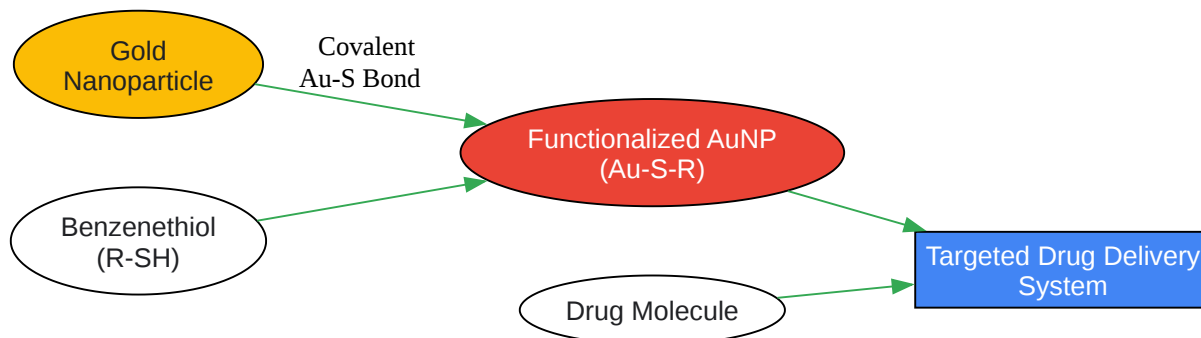 Gold
Nanoparticle
Covalent
Au-S Bond
Benzenethiol
(R-SH)
Functionalized AuNP
(Au-S-R)
Drug Molecule
Targeted Drug Delivery
System